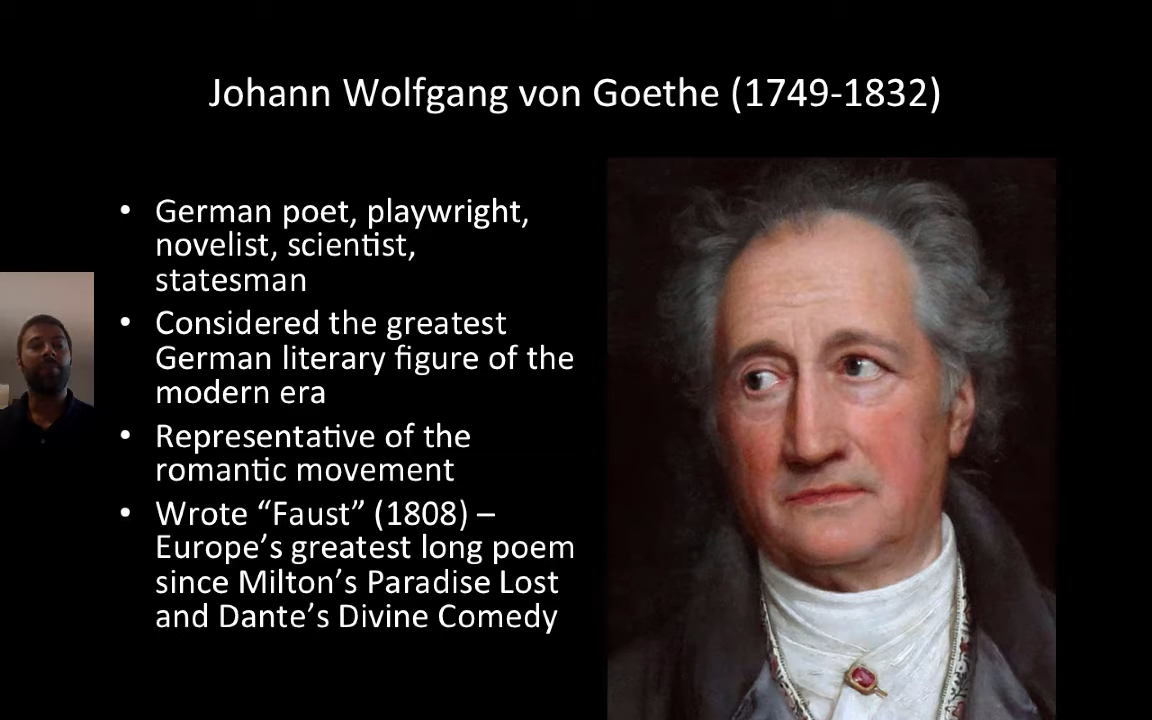 Johann Wolfgang von Goethe (1749-1832)
• German poet, playwright,
novelist, scientist,
statesman
• Considered the greatest
German literary figure of the
modern era
• Representative of the
romantic movement
• Wrote “Faust” (1808) –
Europe’s greatest long poem
since Milton’s Paradise Lost
and Dante’s Divine Comedy